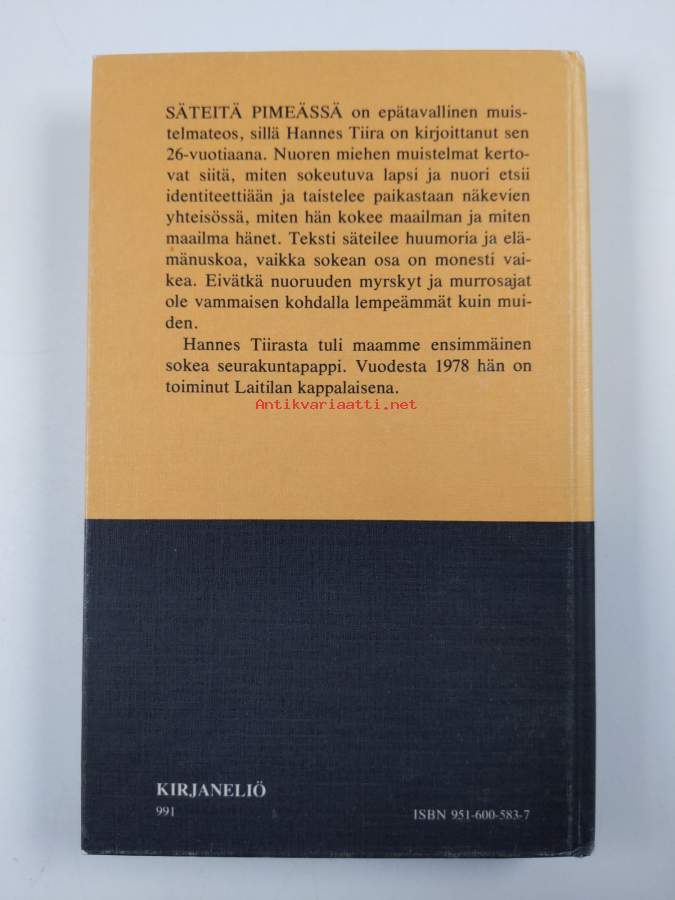 SÄTEITÄ PIMEÄSSÄ on epätavallinen muis-
telmateos, sillä Hannes Tiira on kirjoittanut sen
26-vuotiaana. Nuoren miehen muistelmat kerto-
vat siitä, miten sokeutuva lapsi ja nuori etsii
identiteettiään ja taistelee paikastaan näkevien
yhteisössä, miten hän kokee maailman ja miten
maailma hänet. Teksti säteilee huumoria ja elä-
mänuskoa, vaikka sokean osa on monesti vai-
kea. Eivätkä nuoruuden myrskyt ja murrosajat
ole vammaisen kohdalla lempeämmät kuin mui-
den.
Hannes Tiirasta tuli maamme ensimmäinen
sokea seurakuntapappi. Vuodesta 1978 hän on
toiminut Laitilan kappalaisena.
Antikvariaatti.net
KIRJANELIÖ
991
ISBN 951-600-583-7